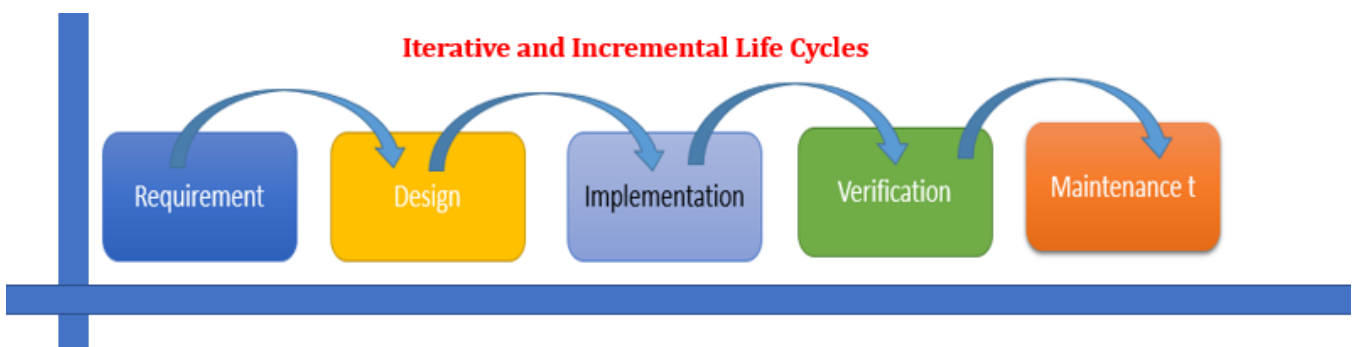 Iterative and Incremental Life Cycles
Requirement
Design
Implementation
Verification
Maintenance t